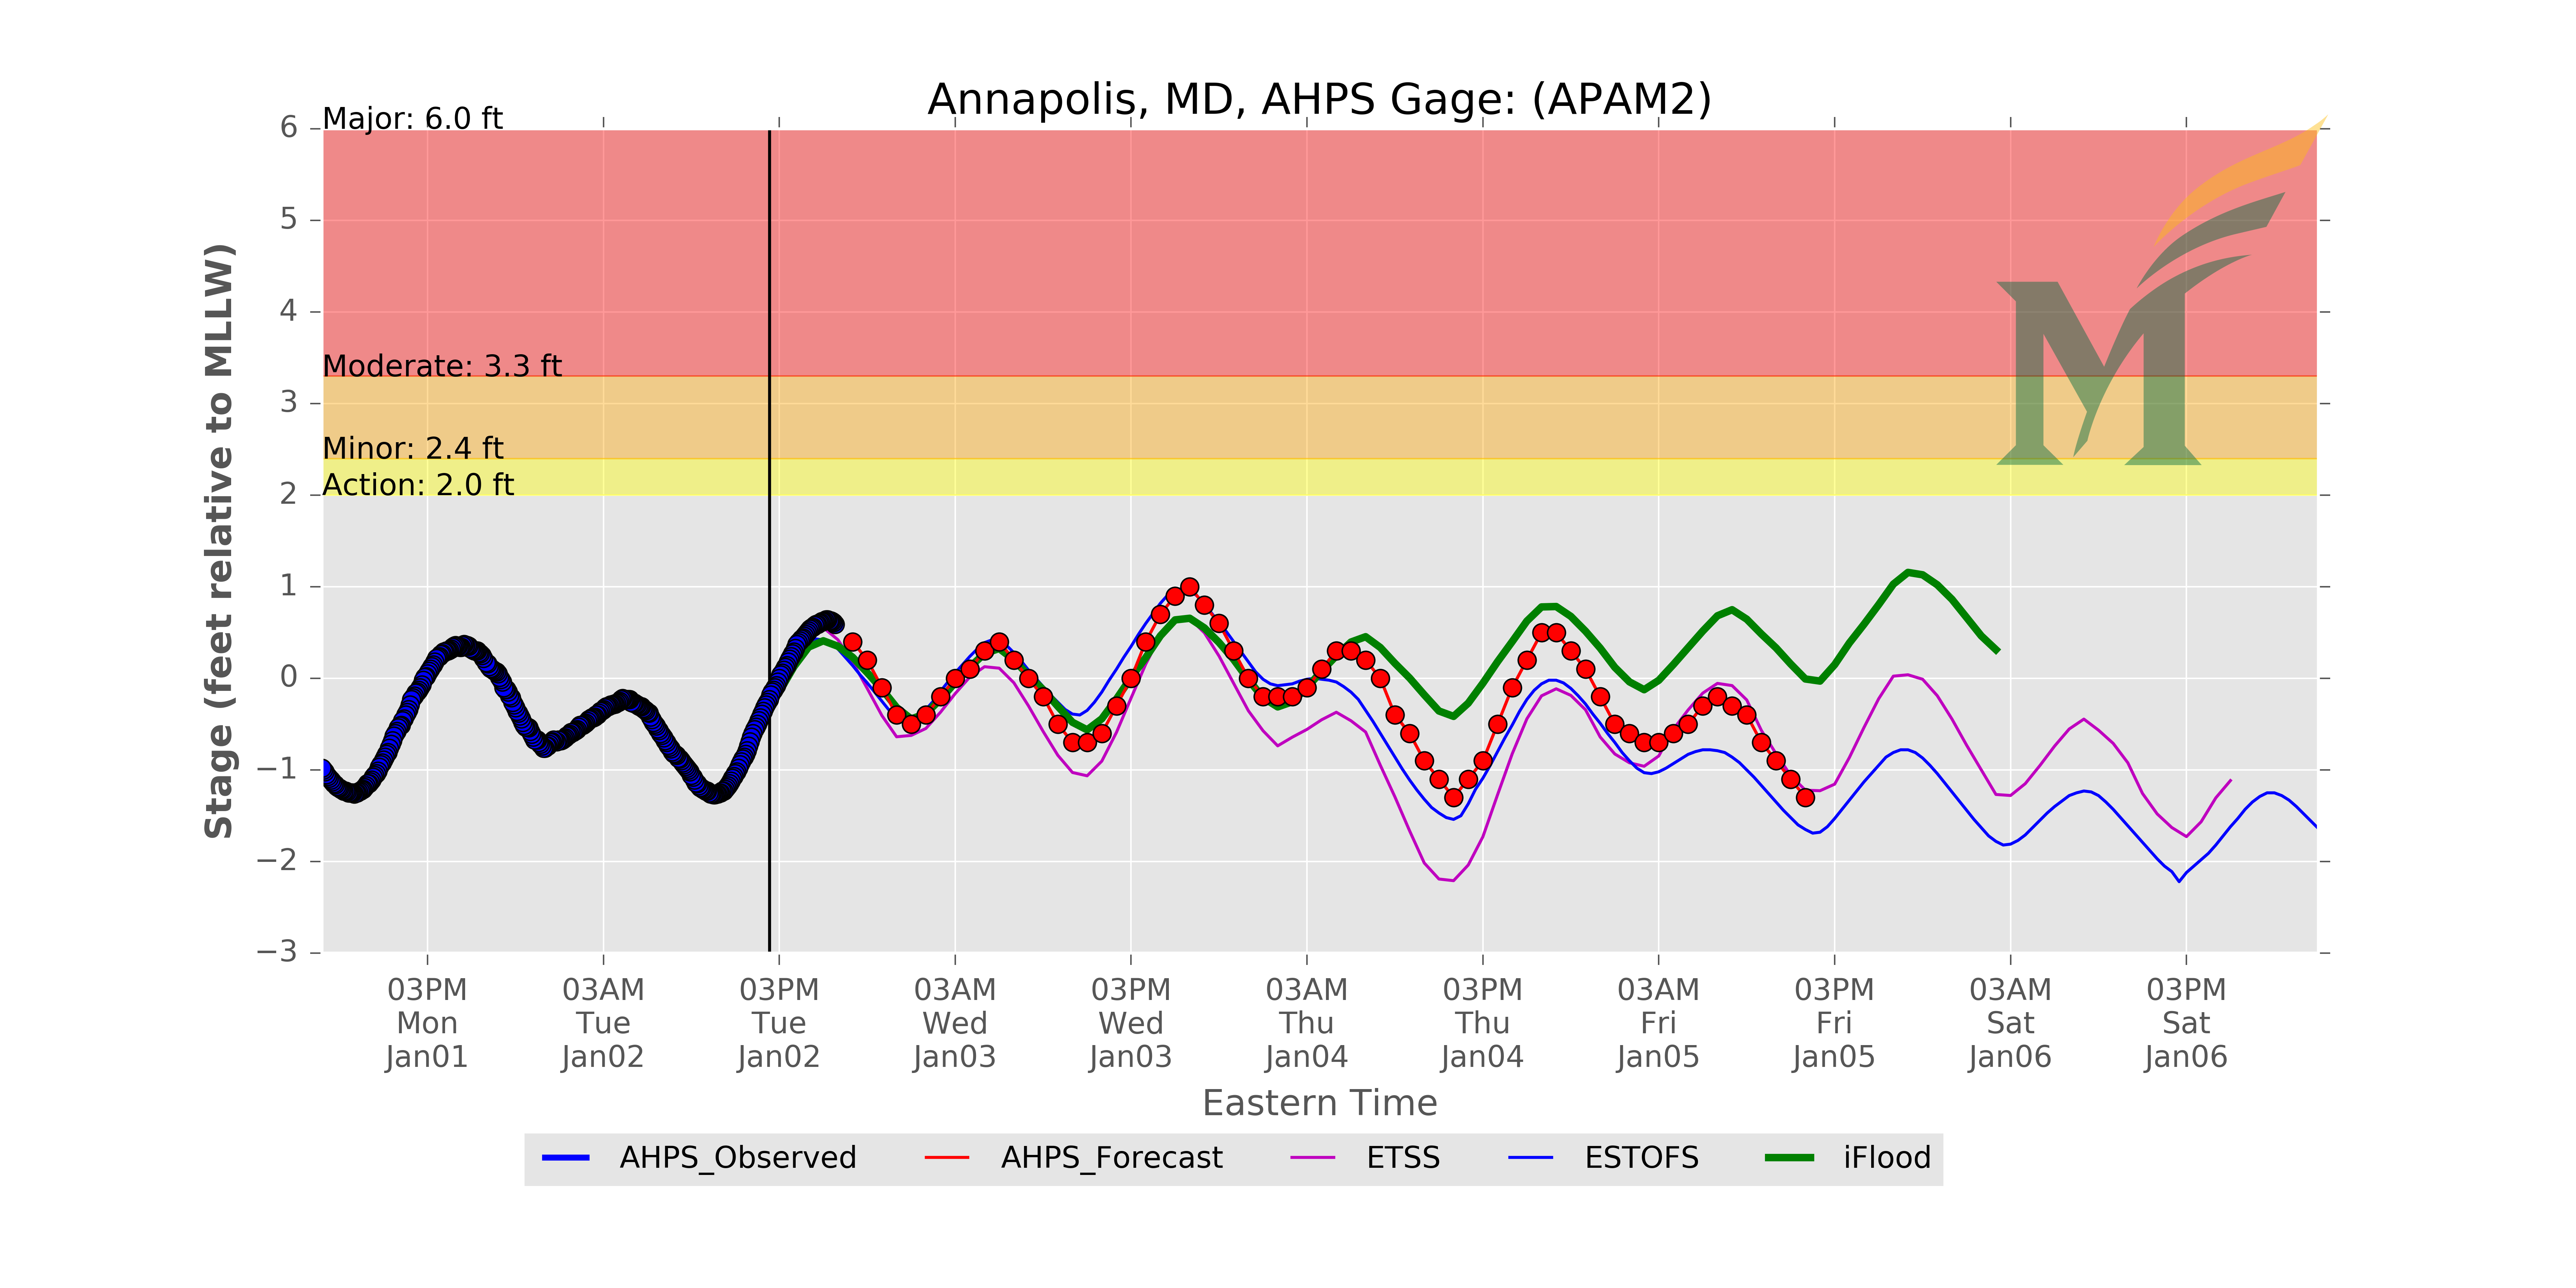 Annapolis, MD, AHPS Gage: (APAM2)
Stage (feet relative to MLLW)
6
5
4
3
2
1
0
−1
−2
−3
Major: 6.0 ft
Moderate: 3.3 ft
Minor: 2.4 ft
Action: 2.0 ft
M
03PM 03AM 03PM 03AM 03PM 03AM 03PM 03AM 03PM 03AM 03PM
Mon Tue Tue Wed Wed Thu Thu Fri Fri Sat Sat
Jan01 Jan02 Jan02 Jan03 Jan03 Jan04 Jan04 Jan05 Jan05 Jan06 Jan06
Eastern Time
AHPS_Observed AHPS_Forecast ETSS ESTOFS iFlood